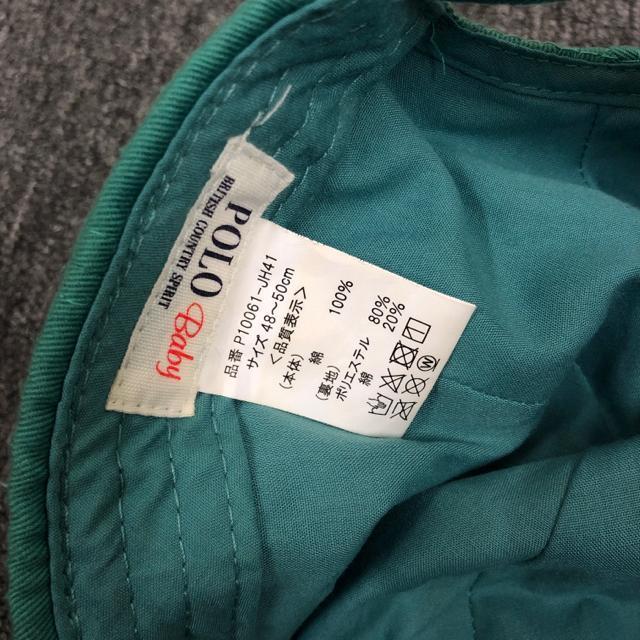 POLO Baby
BRITISH COUNTRY SPIRIT
品番 P10061-JH41
サイズ 48～50cm
＜品質表示＞
(本体)
綿 100%
(裏地)
ポリエステル 80%
綿 20%